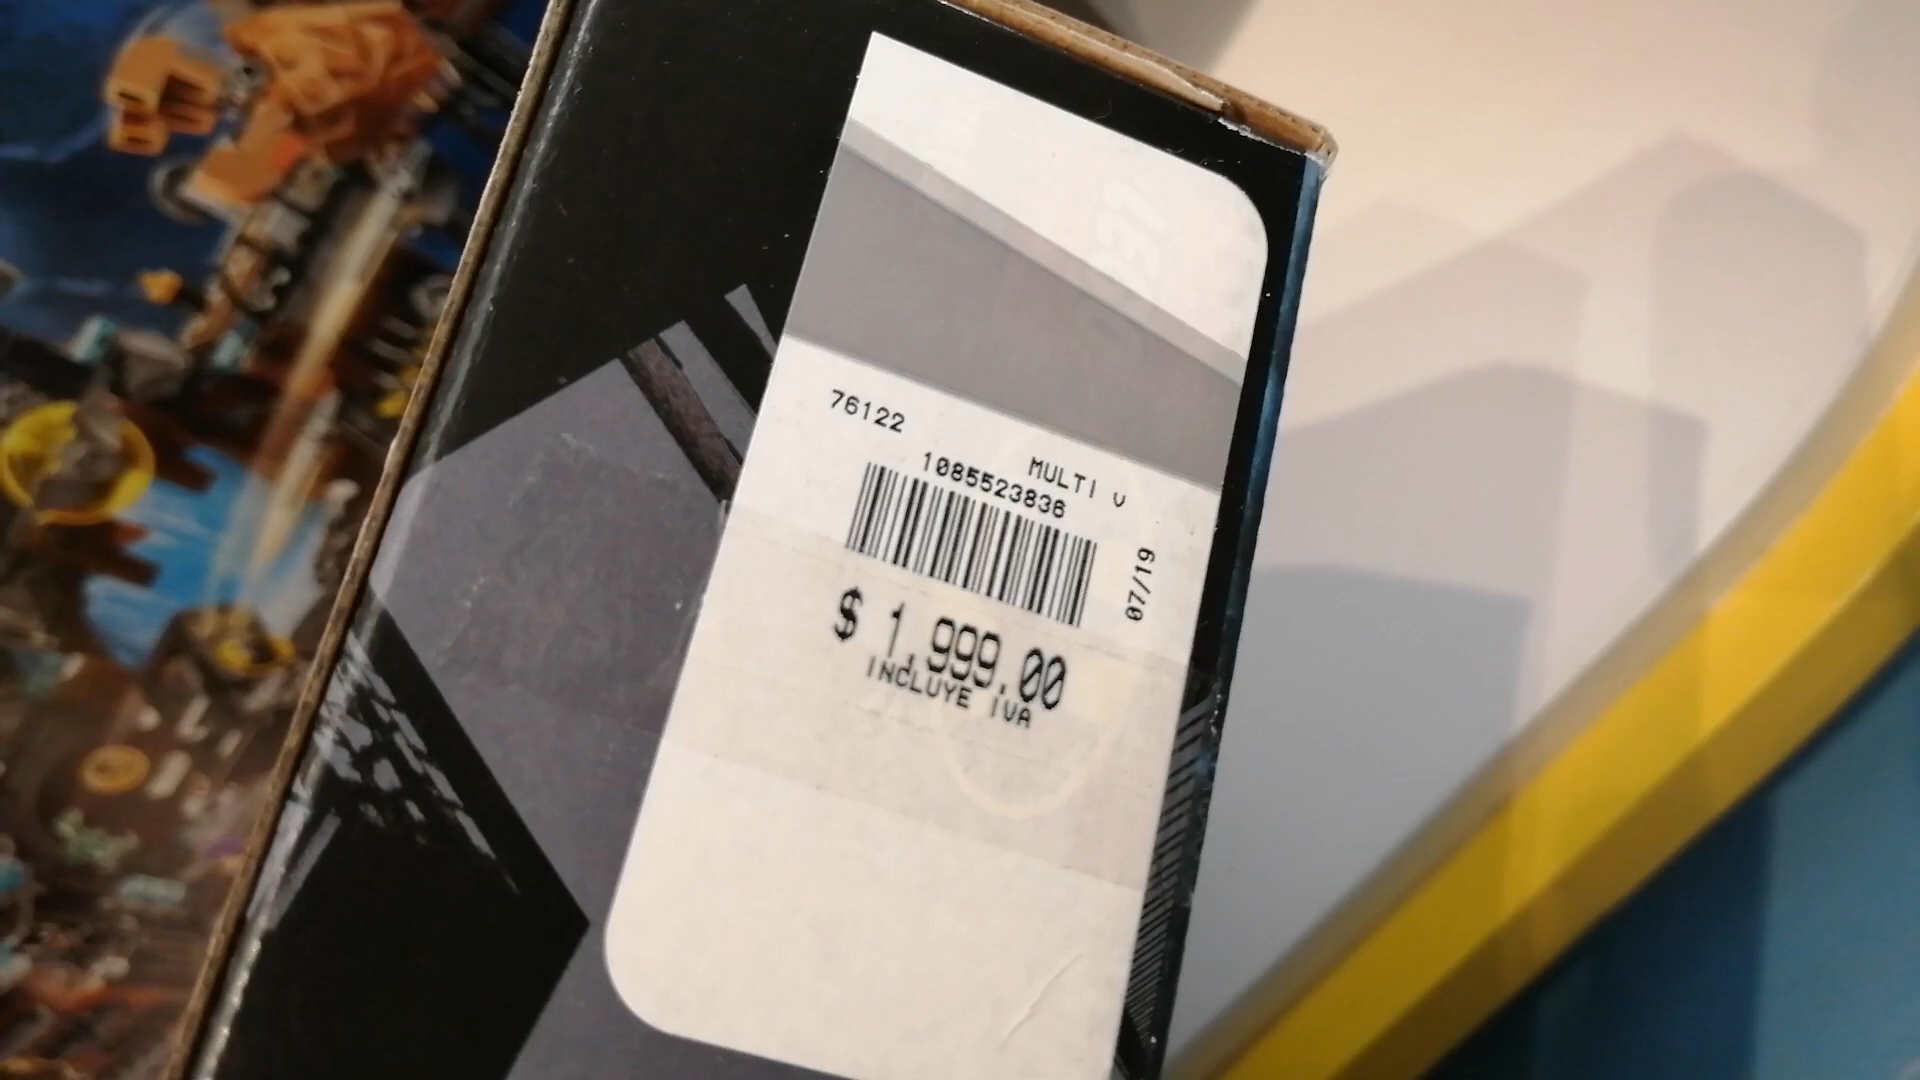 76122
MULTI V
1085523836
07/19
$ 1,999.00
INCLUYE IVA